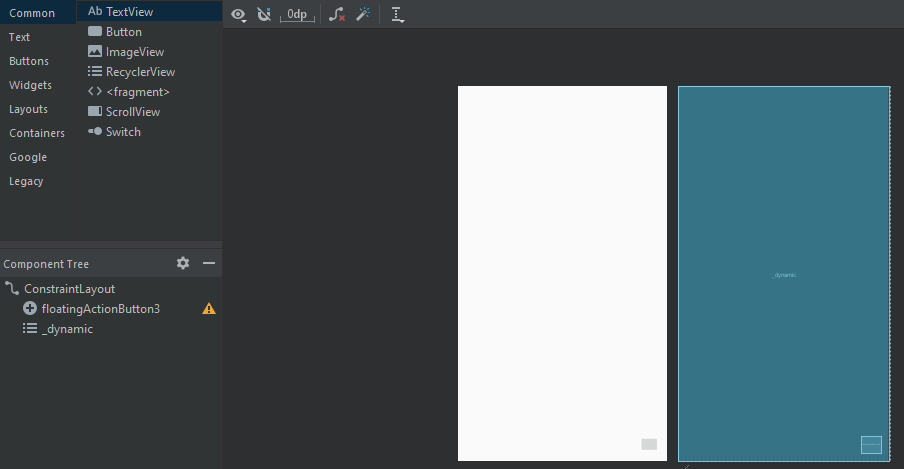 Common
Text
Buttons
Widgets
Layouts
Containers
Google
Legacy
Ab TextView
Button
ImageView
RecyclerView
<fragment>
ScrollView
Switch
0dp
Component Tree
ConstraintLayout
floatingActionButton3
_dynamic
_dynamic